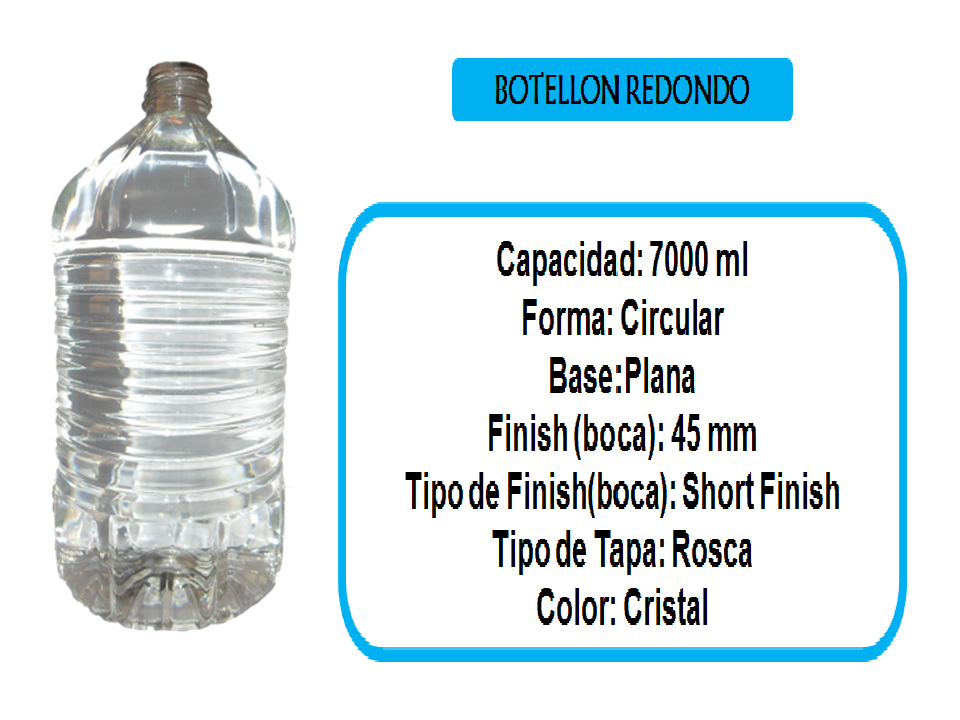 BOTELLON REDONDO
Capacidad: 7000 ml
Forma: Circular
Base:Plana
Finish (boca): 45 mm
Tipo de Finish(boca): Short Finish
Tipo de Tapa: Rosca
Color: Cristal